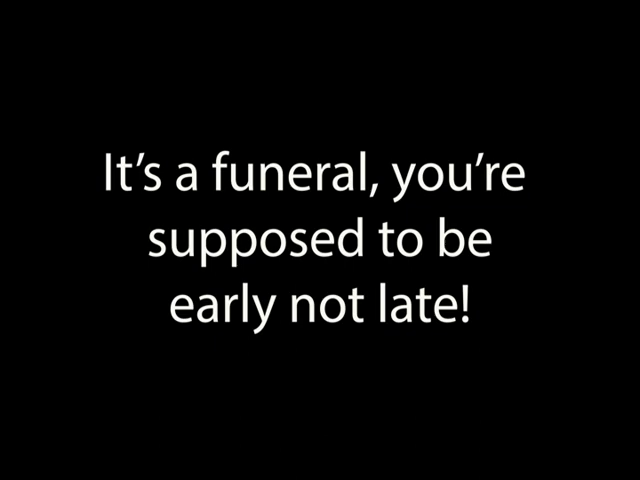 It’s a funeral, you’re
supposed to be
early not late!